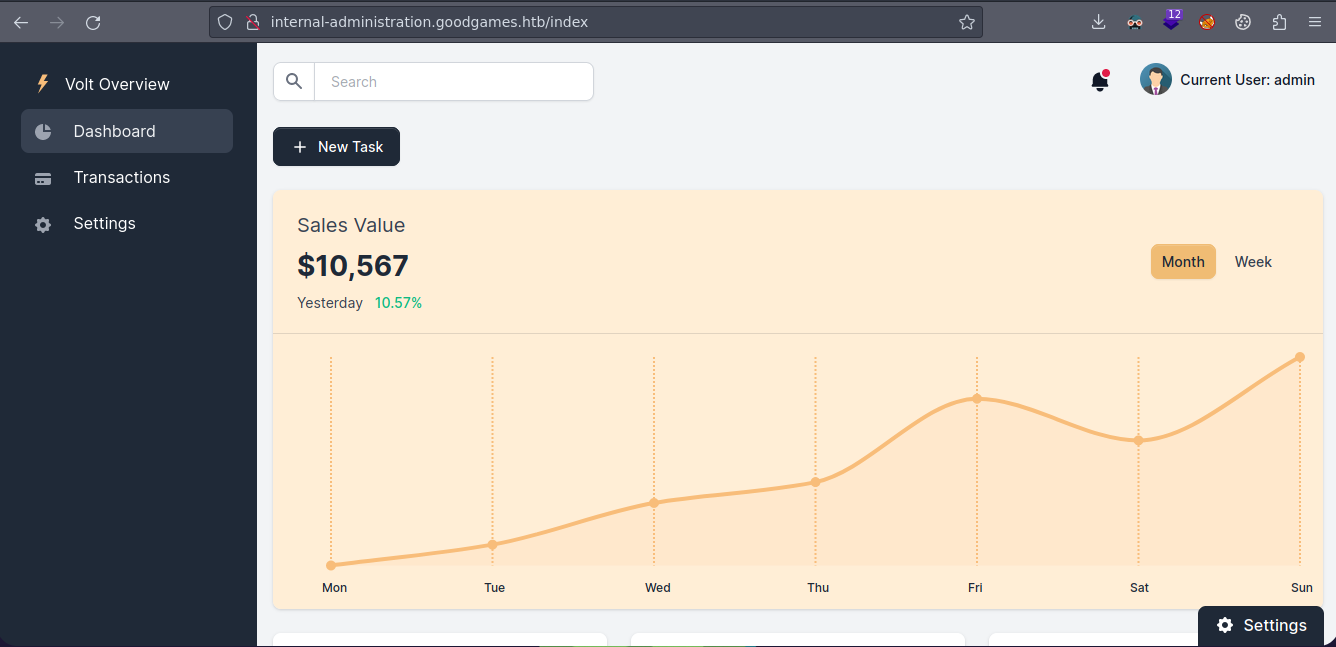 internal-administration.goodgames.htb/index
12
Volt Overview
Search
Current User: admin
Dashboard
New Task
Transactions
Settings
Sales Value
$10,567
Month
Week
Yesterday 10.57%
Mon
Tue
Wed
Thu
Fri
Sat
Sun
Settings